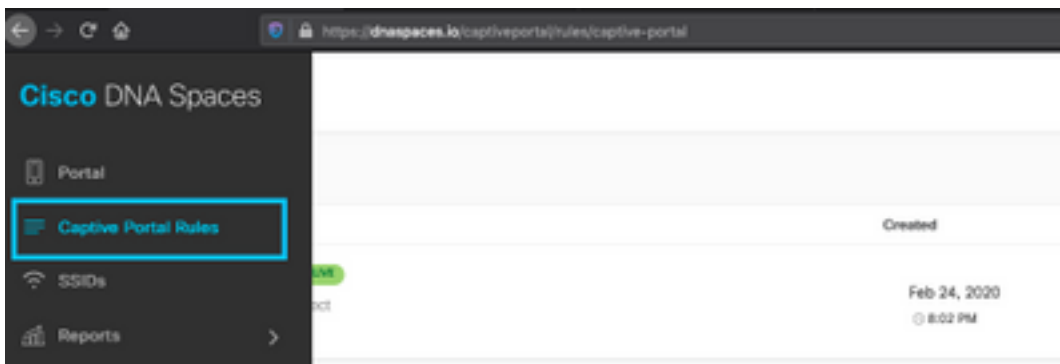 https://dnaspaces.io/captiveportal/rules/captive-portal
Cisco DNA Spaces
Portal
Captive Portal Rules
Created
SSIDs
LIVE
Feb 24, 2020
8:02 PM
Reports